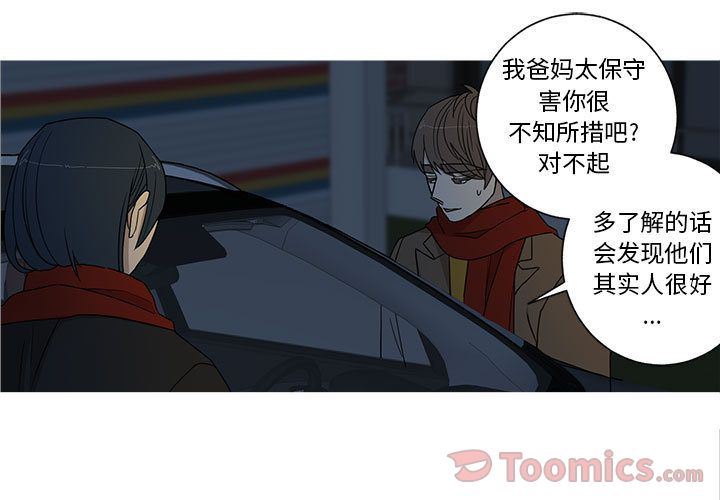 我爸妈太保守
害你很
不知所措吧?
对不起
多了解的话
会发现他们
其实人很好
...
Toomics.com